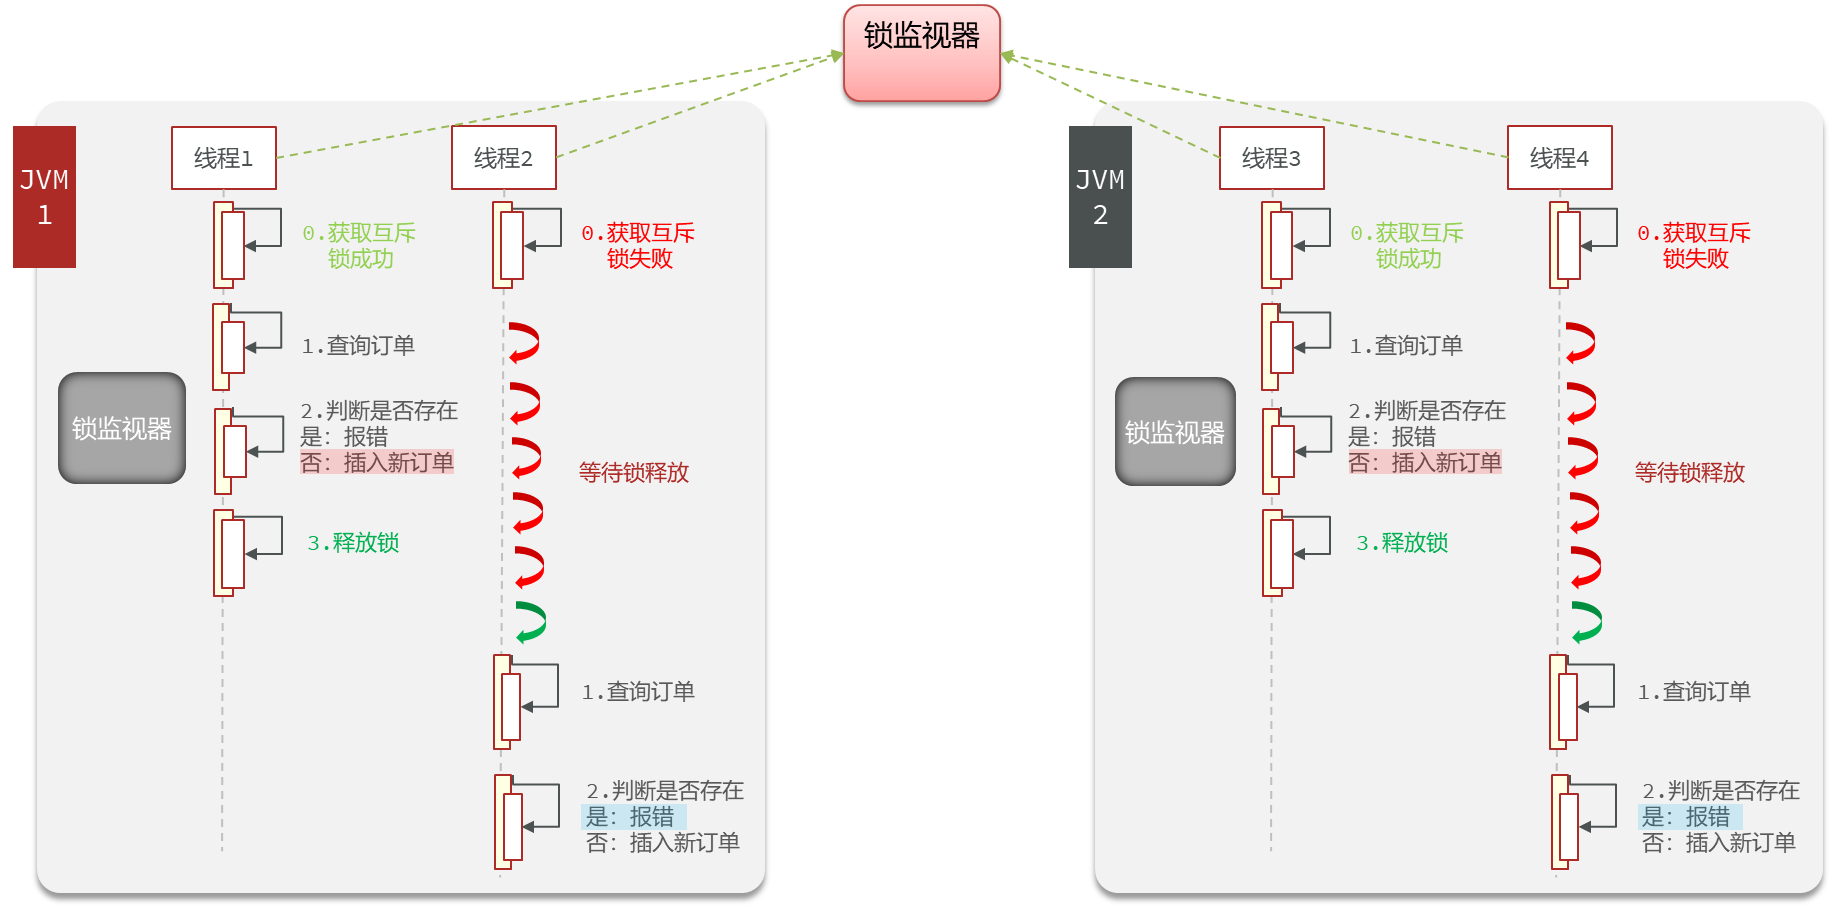 锁监视器
JVM
1
线程1
线程2
0.获取互斥
锁成功
0.获取互斥
锁失败
1.查询订单
锁监视器
2.判断是否存在
是：报错
否：插入新订单
等待锁释放
3.释放锁
1.查询订单
2.判断是否存在
是：报错
否：插入新订单
JVM
2
线程3
线程4
0.获取互斥
锁成功
0.获取互斥
锁失败
1.查询订单
锁监视器
2.判断是否存在
是：报错
否：插入新订单
等待锁释放
3.释放锁
1.查询订单
2.判断是否存在
是：报错
否：插入新订单